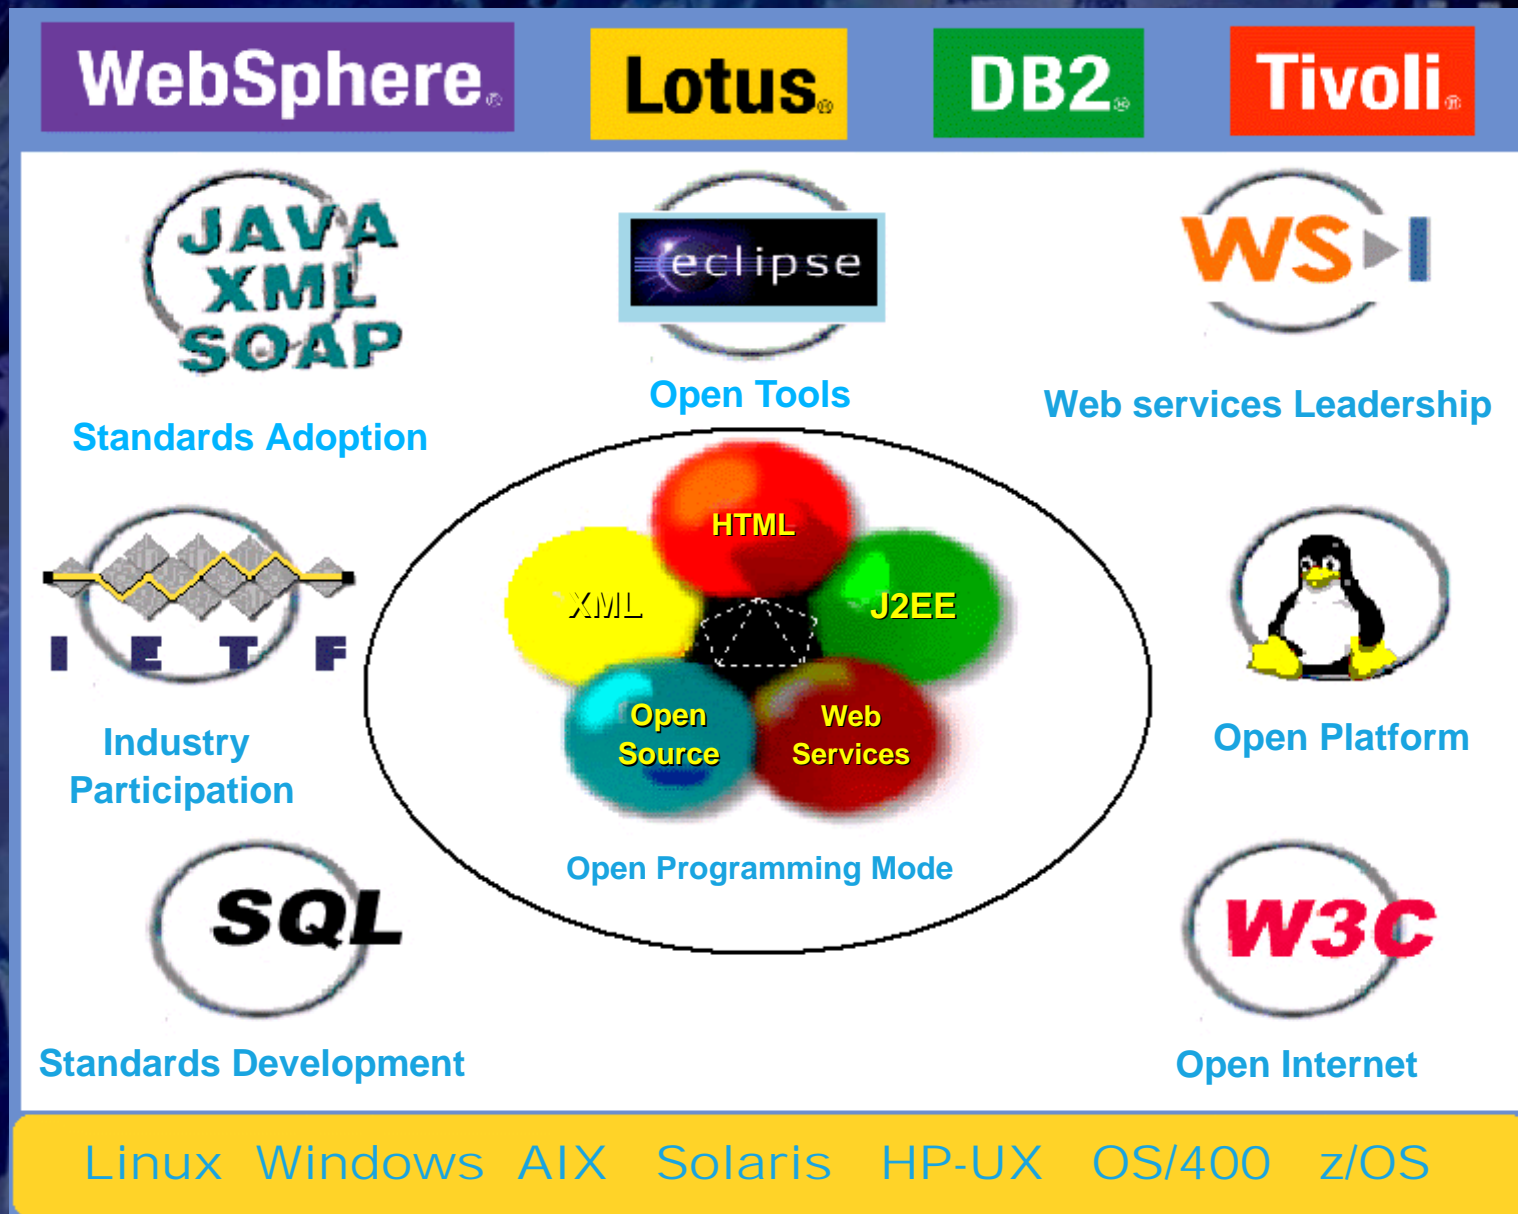 WebSphere®
Lotus®
DB2®
Tivoli®
JAVA
XML
SOAP
Standards Adoption
eclipse
Open Tools
WS I
Web services Leadership
IETF
Industry
Participation
HTML
XML
J2EE
Open
Source
Web
Services
Open Programming Mode
Open Platform
SQL
Standards Development
W3C
Open Internet
Linux Windows AIX Solaris HP-UX OS/400 z/OS